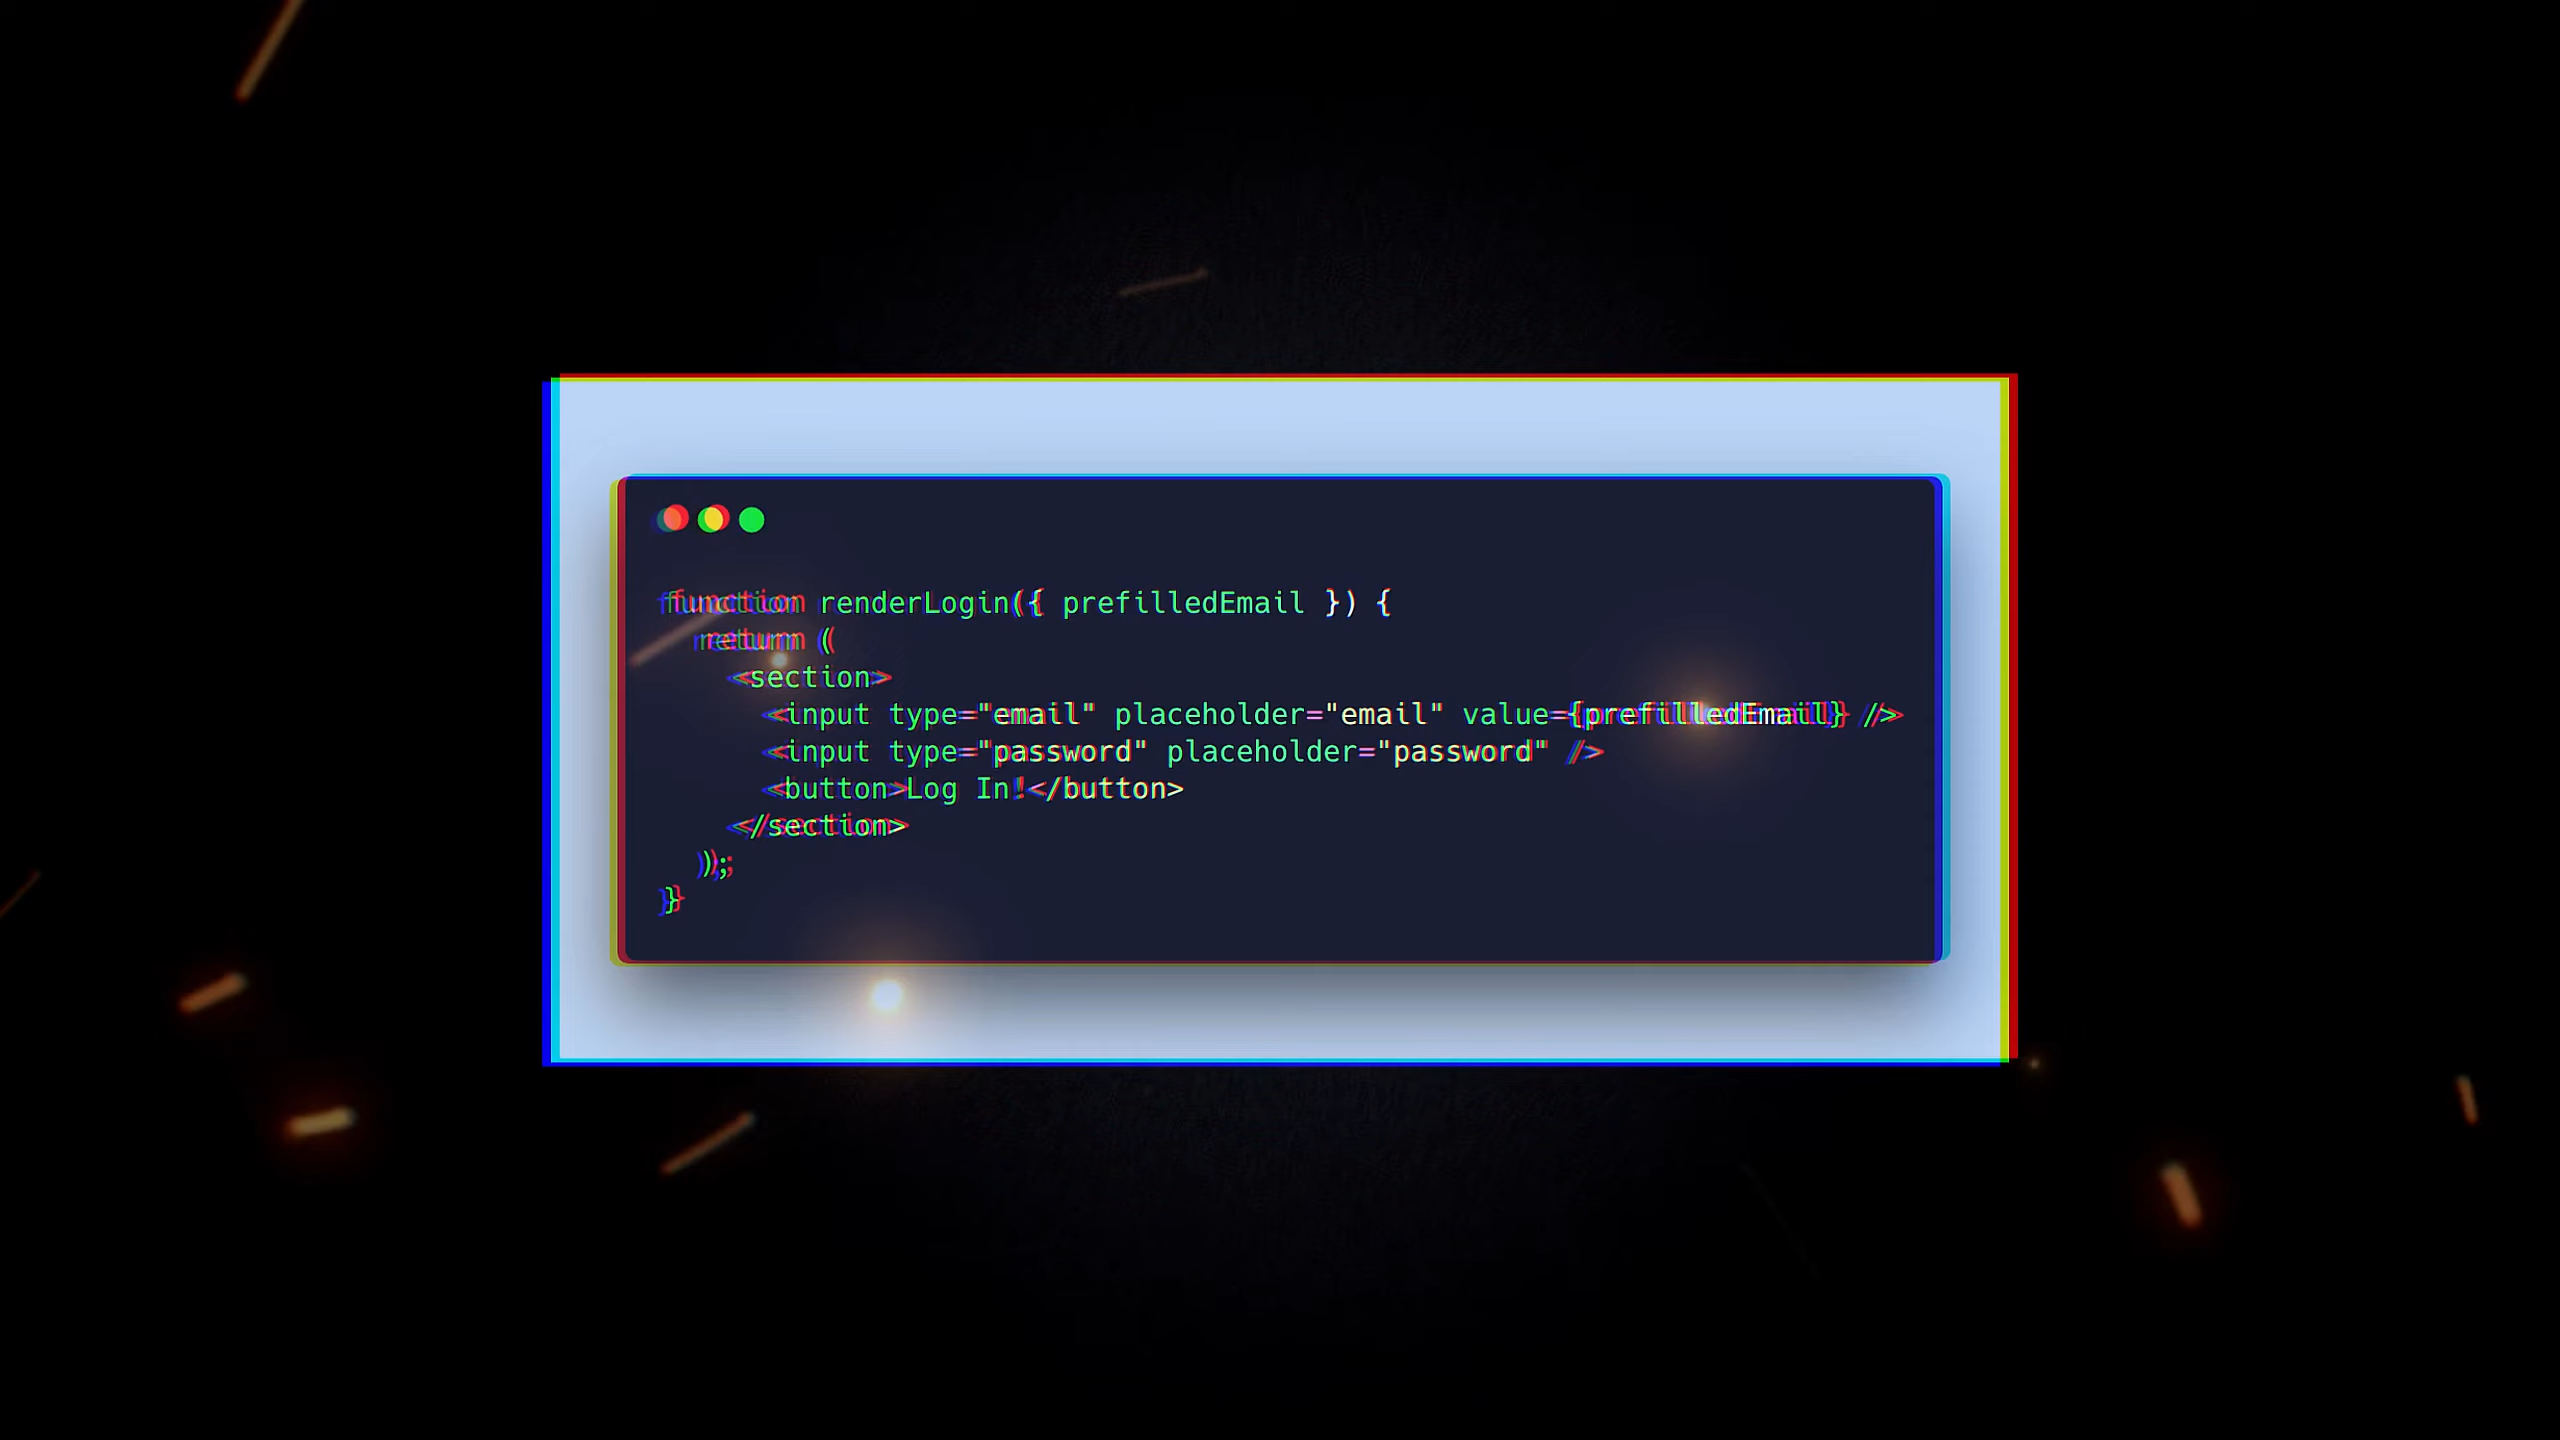 function renderLogin({ prefilledEmail }) {
return (
<section>
<input type="email" placeholder="email" value={prefilledEmail} />
<input type="password" placeholder="password" />
<button>Log In!</button>
</section>
);
}